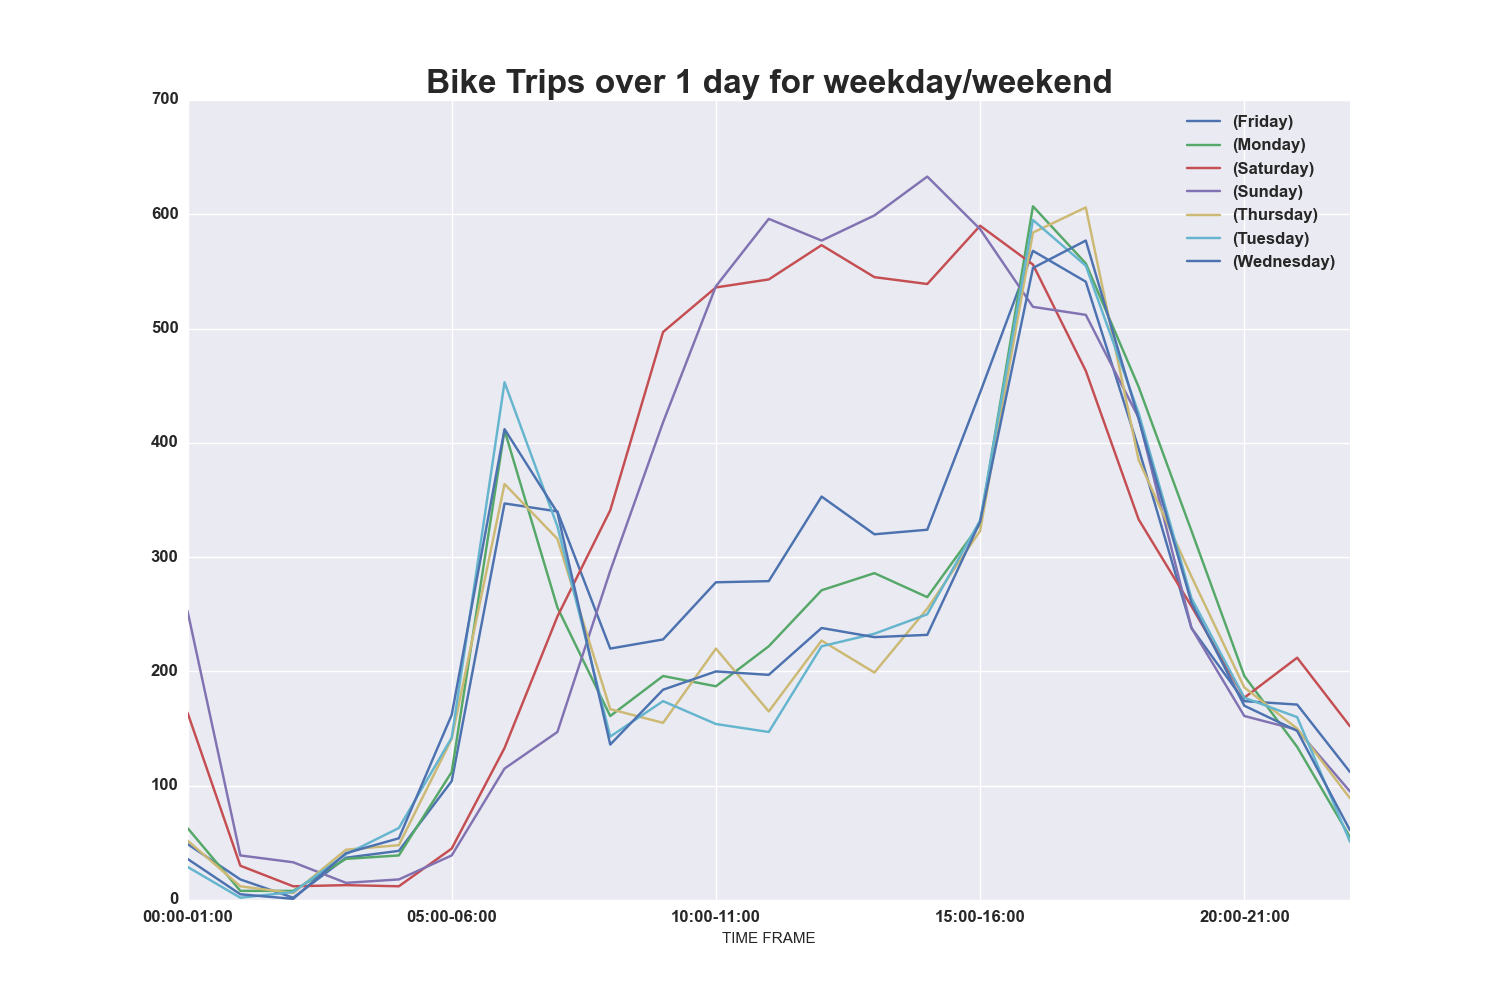 Bike Trips over 1 day for weekday/weekend
700
600
500
400
300
200
100
0
(Friday)
(Monday)
(Saturday)
(Sunday)
(Thursday)
(Tuesday)
(Wednesday)
00:00-01:00 05:00-06:00 10:00-11:00 15:00-16:00 20:00-21:00
TIME FRAME